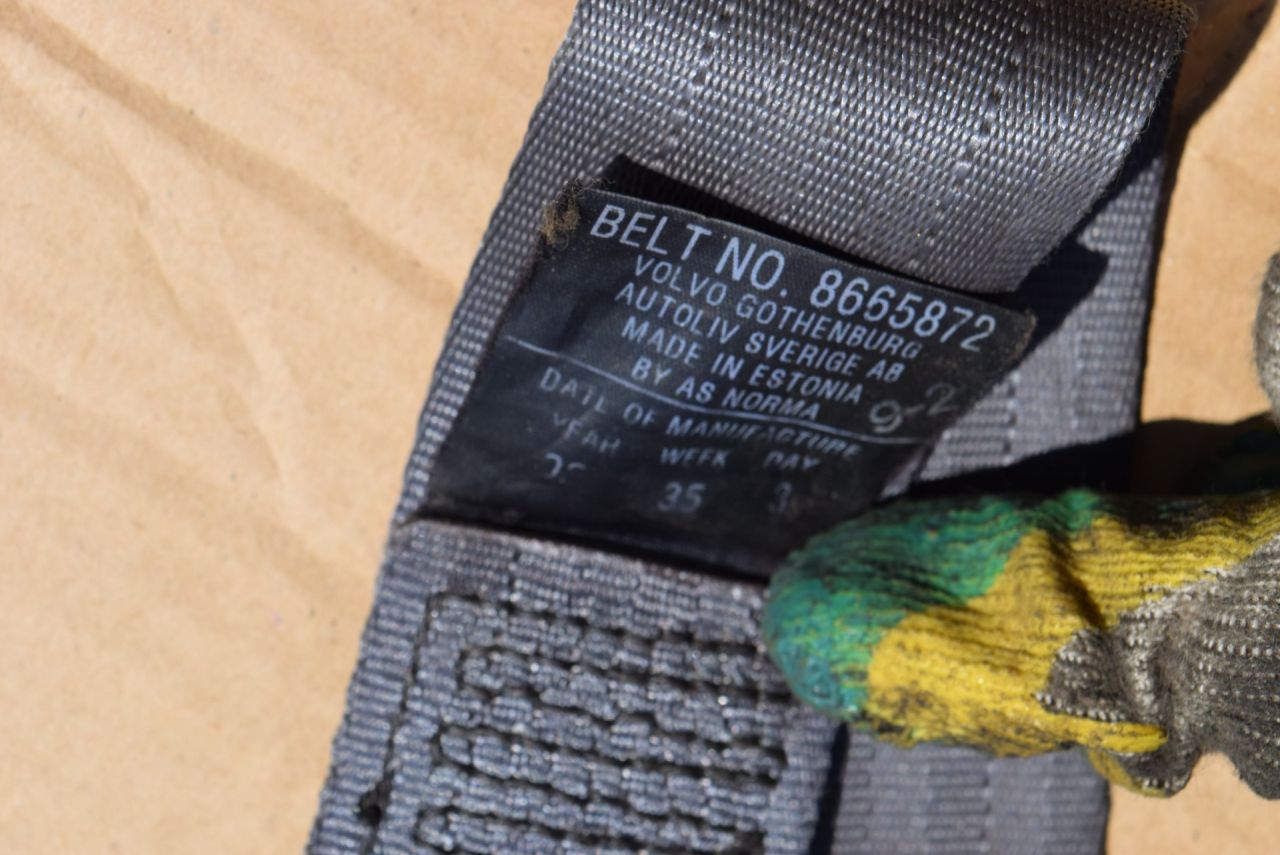 BELT NO. 8665872
VOLVO GOTHENBURG
AUTOLIV SVERIGE AB
MADE IN ESTONIA
BY AS NORMA
9-2
DATE OF MANUFACTURE
YEAR WEEK DAY
35 3